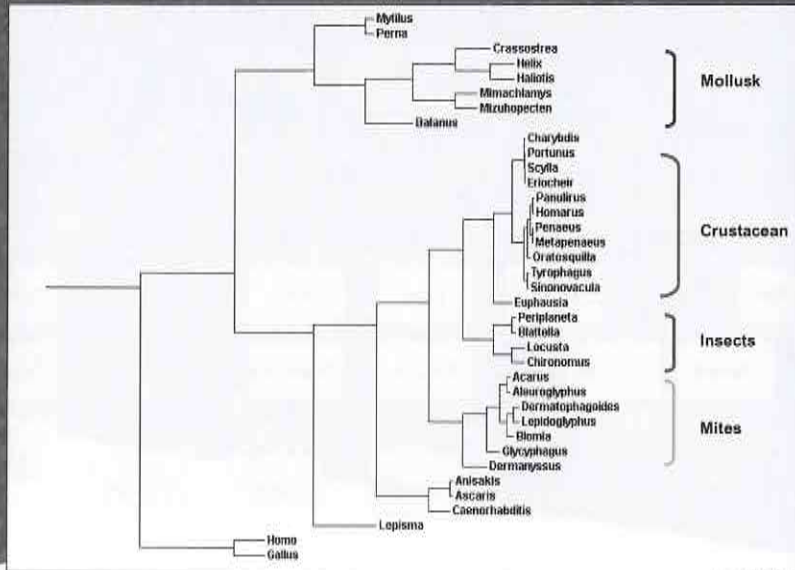 Mytilus
Perna
Crassostrea
Helix
Haliotis
Mimachlamys
Mizuhopecten
Balanus
Mollusk
Charybdis
Portunus
Scylla
Eriocheir
Panulirus
Homarus
Penaeus
Metapenaeus
Oratosquilla
Tyrophagus
Sinonovacula
Euphausia
Crustacean
Periplaneta
Blattella
Locusta
Chironomus
Insects
Acarus
Aleuroglyphus
Dermatophagoides
Lepidoglyphus
Blomia
Glycyphagus
Dermanyssus
Mites
Anisakis
Ascaris
Caenorhabditis
Lepisma
Homo
Gallus